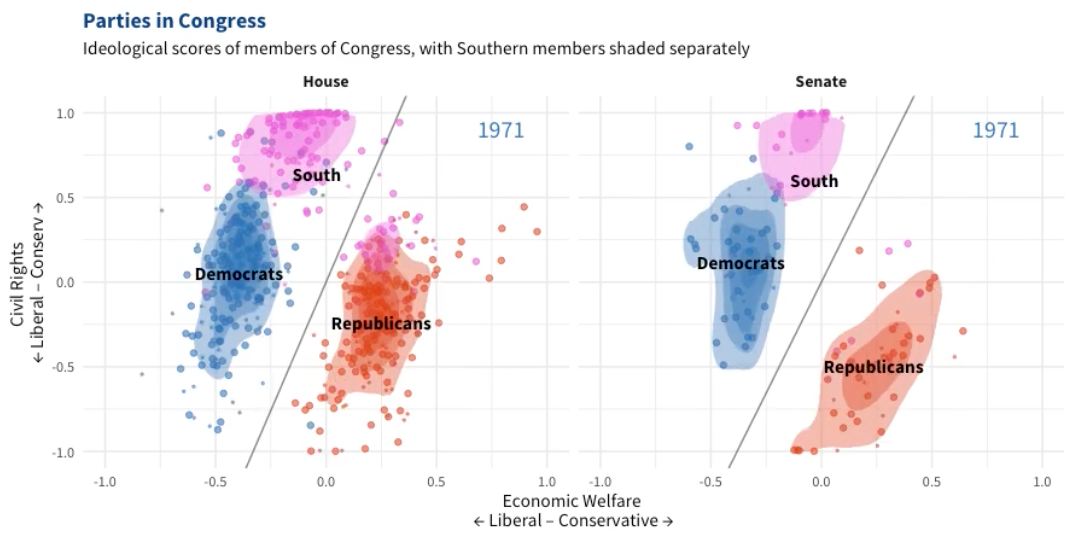 Parties in Congress
Ideological scores of members of Congress, with Southern members shaded separately
House
Senate
1971
1971
South
Democrats
Republicans
South
Democrats
Republicans
1.0
0.5
0.0
-0.5
-1.0
Civil Rights
← Liberal – Conserv →
-1.0 -0.5 0.0 0.5 1.0
-1.0 -0.5 0.0 0.5 1.0
Economic Welfare
← Liberal – Conservative →